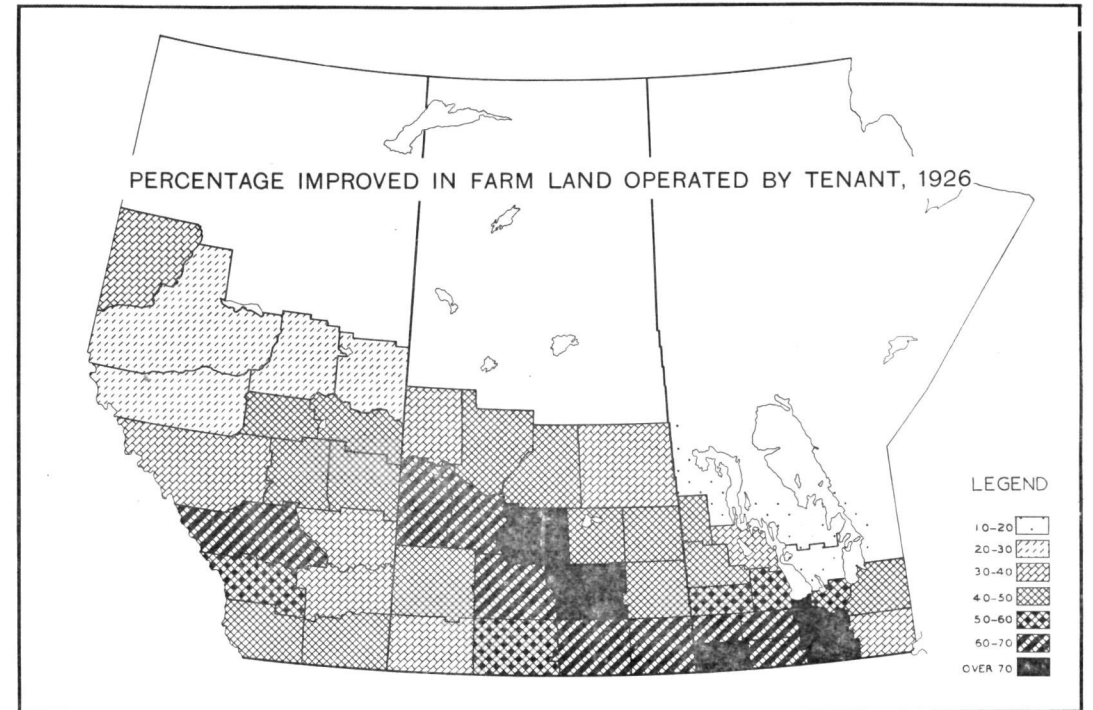 PERCENTAGE IMPROVED IN FARM LAND OPERATED BY TENANT, 1926
LEGEND
10-20
20-30
30-40
40-50
50-60
60-70
OVER 70